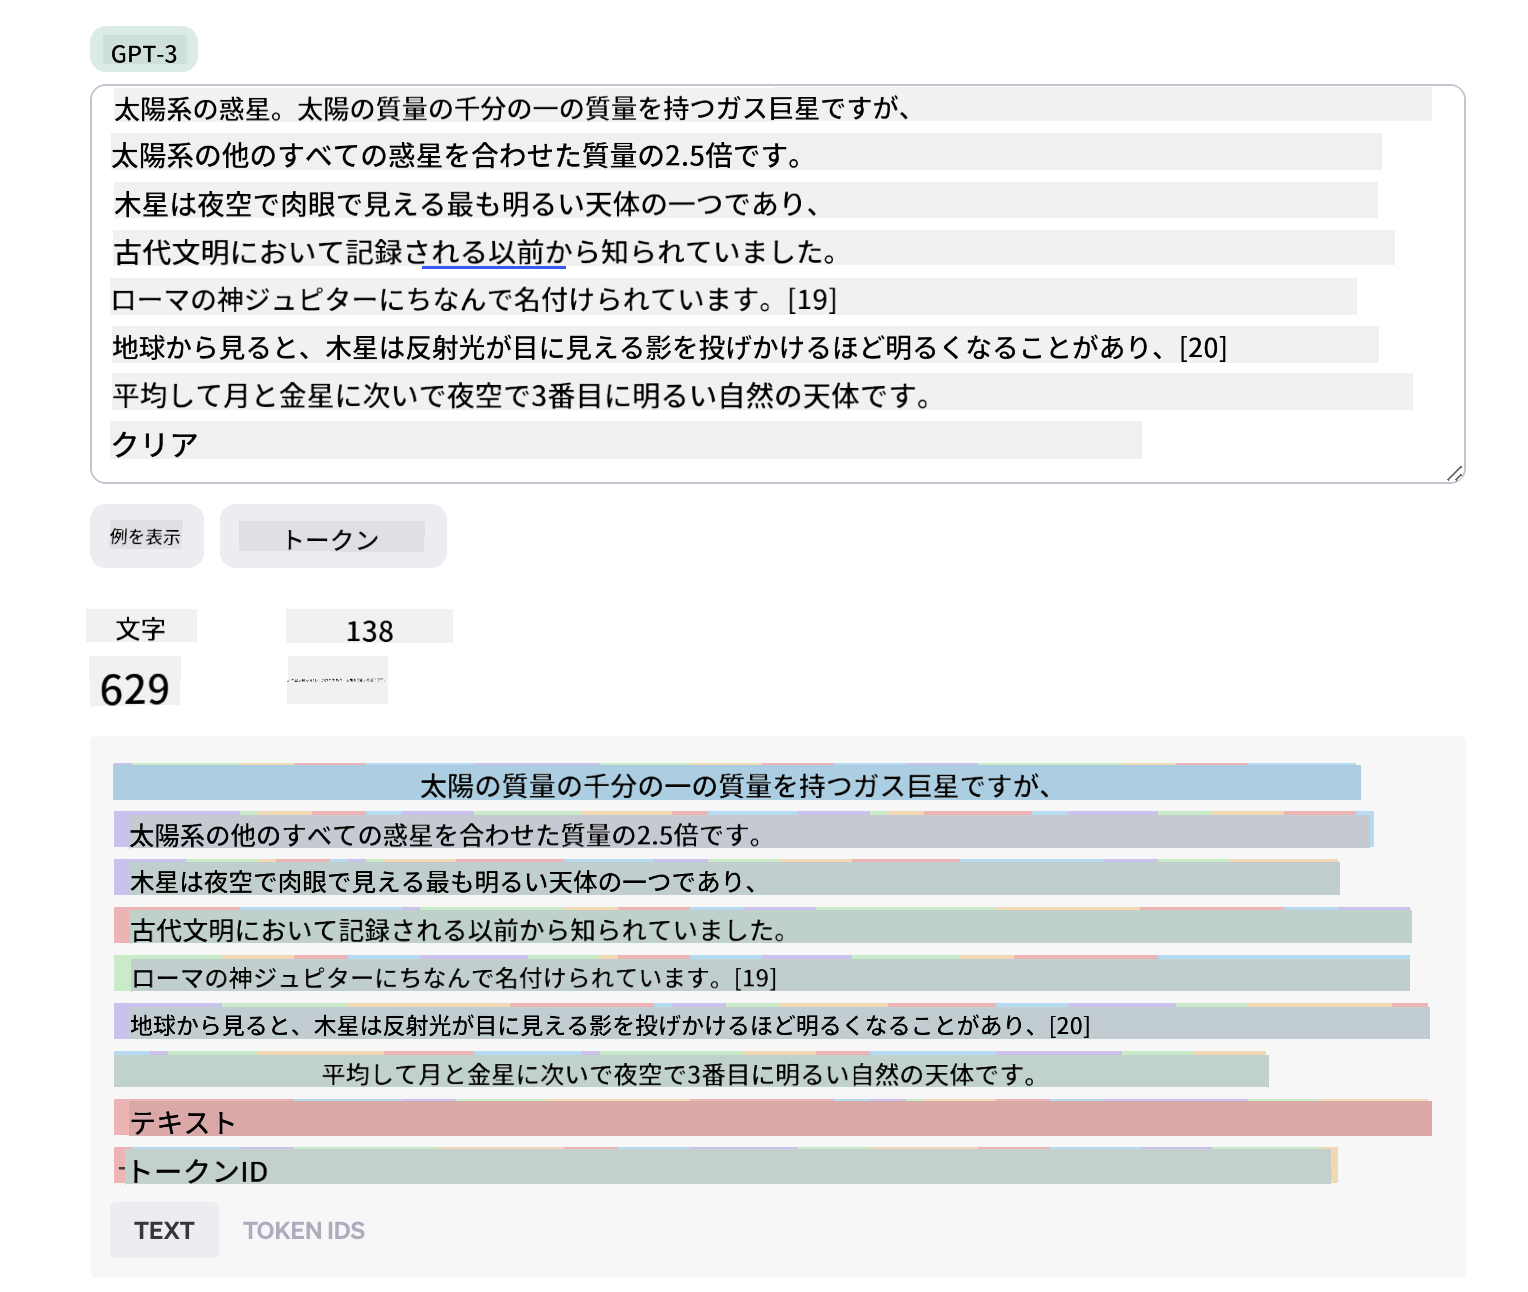 GPT-3
太陽系の惑星。太陽の質量の千分の一の質量を持つガス巨星ですが、
太陽系の他のすべての惑星を合わせた質量の2.5倍です。
木星は夜空で肉眼で見える最も明るい天体の一つであり、
古代文明において記録される以前から知られていました。
ローマの神ジュピターにちなんで名付けられています。[19]
地球から見ると、木星は反射光が目に見える影を投げかけるほど明るくなることがあり、[20]
平均して月と金星に次いで夜空で3番目に明るい自然の天体です。
クリア
例を表示 トークン
文字 138
629
太陽の質量の千分の一の質量を持つガス巨星ですが、
太陽系の他のすべての惑星を合わせた質量の2.5倍です。
木星は夜空で肉眼で見える最も明るい天体の一つであり、
古代文明において記録される以前から知られていました。
ローマの神ジュピターにちなんで名付けられています。[19]
地球から見ると、木星は反射光が目に見える影を投げかけるほど明るくなることがあり、[20]
平均して月と金星に次いで夜空で3番目に明るい自然の天体です。
テキスト
-トークンID
TEXT TOKEN IDS